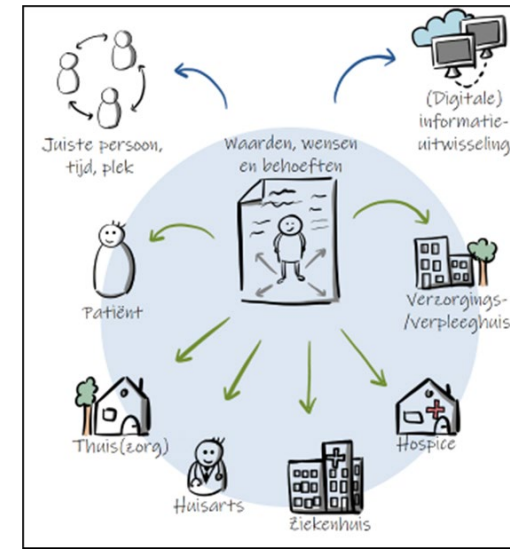 (Digitale)
informatie-
uitwisseling
Juiste persoon,
tijd, plek
Waarden, wensen
en behoeften
Patiënt
Verzorgings-
/verpleeghuis
Thuis(zorg)
Hospice
Huisarts
Ziekenhuis